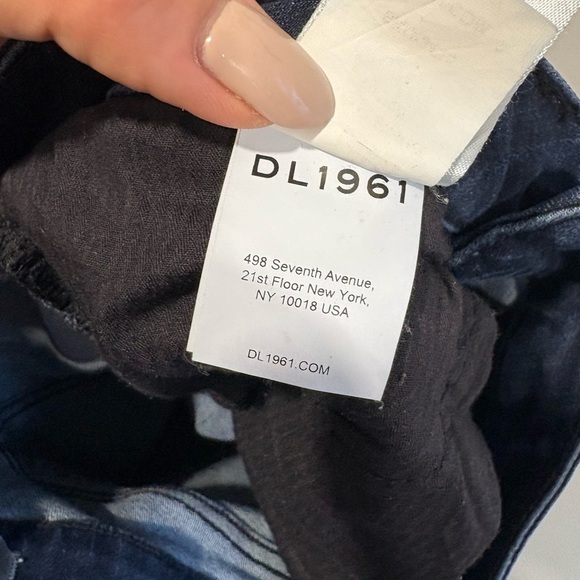 DL1961
498 Seventh Avenue,
21st Floor New York,
NY 10018 USA
DL1961.COM